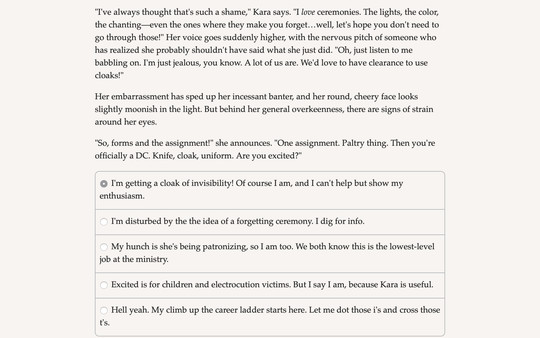 "I've always thought that's such a shame," Kara says. "I love ceremonies. The lights, the color,
the chanting—even the ones where they make you forget…well, let's hope you don't need to
go through those!" Her voice goes suddenly higher, with the nervous pitch of someone who
has realized she probably shouldn't have said what she just did. "Oh, just listen to me
babbling on. I'm just jealous, you know. A lot of us are. We'd love to have clearance to use
cloaks!"
Her embarrassment has sped up her incessant banter, and her round, cheery face looks
slightly moonish in the light. But behind her general overkeenness, there are signs of strain
around her eyes.
"So, forms and the assignment!" she announces. "One assignment. Paltry thing. Then you're
officially a DC. Knife, cloak, uniform. Are you excited?"
I'm getting a cloak of invisibility! Of course I am, and I can't help but show my
enthusiasm.
I'm disturbed by the the idea of a forgetting ceremony. I dig for info.
My hunch is she's being patronizing, so I am too. We both know this is the lowest-level
job at the ministry.
Excited is for children and electrocution victims. But I say I am, because Kara is useful.
Hell yeah. My climb up the career ladder starts here. Let me dot those i's and cross those
t's.